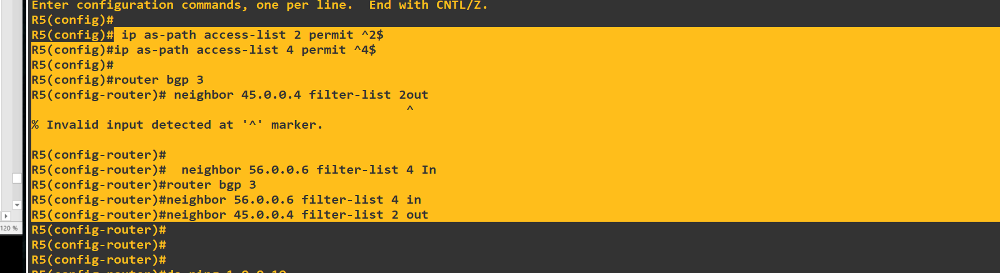 Enter configuration commands, one per line.  End with CNTL/Z.
R5(config)#
R5(config)# ip as-path access-list 2 permit ^2$
R5(config)#ip as-path access-list 4 permit ^4$
R5(config)#
R5(config)#router bgp 3
R5(config-router)# neighbor 45.0.0.4 filter-list 2out
^
% Invalid input detected at '^' marker.
R5(config-router)#
R5(config-router)#  neighbor 56.0.0.6 filter-list 4 In
R5(config-router)#router bgp 3
R5(config-router)#neighbor 56.0.0.6 filter-list 4 in
R5(config-router)#neighbor 45.0.0.4 filter-list 2 out
R5(config-router)#
120 %
R5(config-router)#
R5(config-router)#